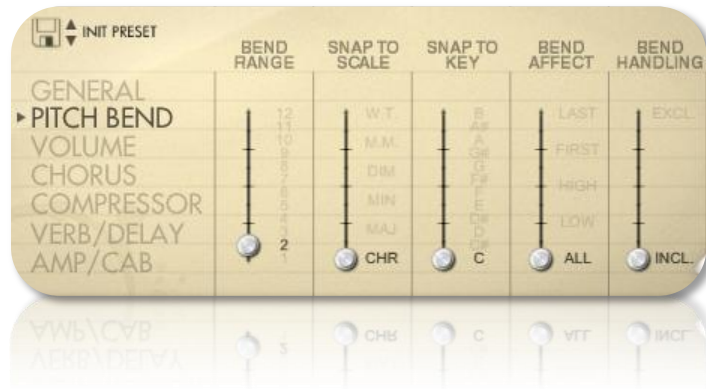 INIT PRESET
BEND RANGE
SNAP TO SCALE
SNAP TO KEY
BEND AFFECT
BEND HANDLING
GENERAL
PITCH BEND
VOLUME
CHORUS
COMPRESSOR
VERB/DELAY
AMP/CAB
12
11
10
9
8
7
6
5
4
3
2
1
W.T.
M.M.
DIM
MIN
MAJ
CHR
B
A#
A
G#
G
F#
F
E
D#
D
C#
C
LAST
FIRST
HIGH
LOW
ALL
EXCL.
INCL.